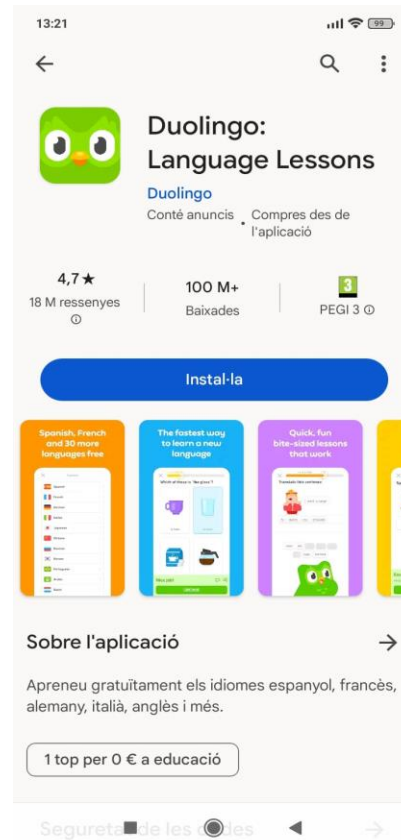 13:21
99
Duolingo:
Language Lessons
Duolingo
Conté anuncis · Compres des de
l'aplicació
4,7★
18 M ressenyes
100 M+
Baixades
3
PEGI 3
Instal·la
Spanish, French
and 30 more
languages free
The fastest way
to learn a new
language
Quick, fun
bite-sized lessons
that work
Sobre l'aplicació
Apreneu gratuïtament els idiomes espanyol, francès,
alemany, italià, anglès i més.
1 top per 0 € a educació
de les